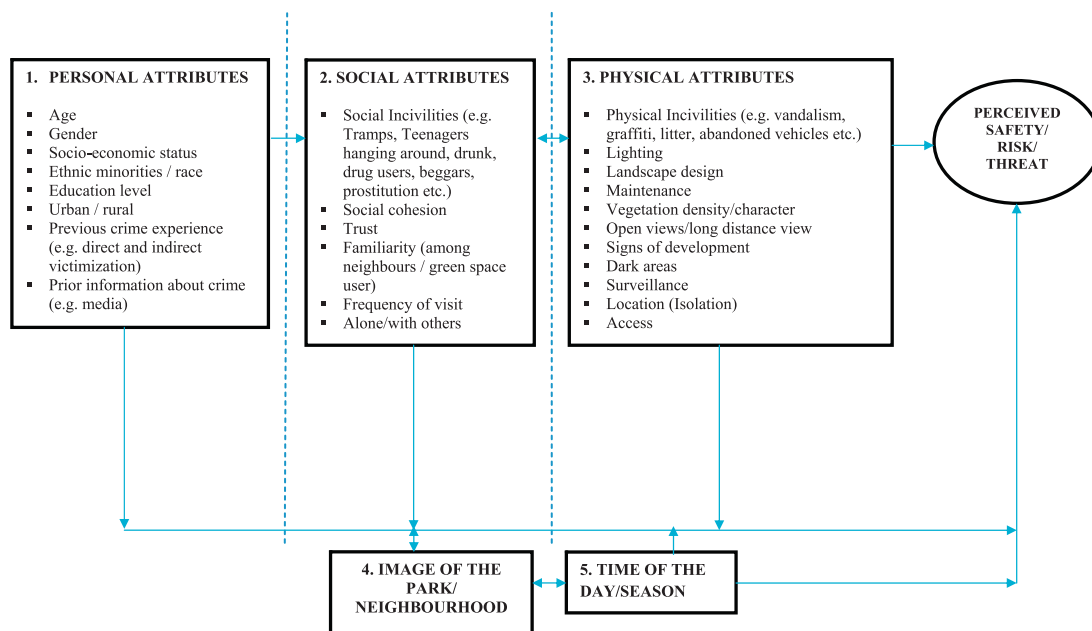 1. PERSONAL ATTRIBUTES
▪ Age
▪ Gender
▪ Socio-economic status
▪ Ethnic minorities / race
▪ Education level
▪ Urban / rural
▪ Previous crime experience
(e.g. direct and indirect
victimization)
▪ Prior information about crime
(e.g. media)
2. SOCIAL ATTRIBUTES
▪ Social Incivilities (e.g.
Tramps, Teenagers
hanging around, drunk,
drug users, beggars,
prostitution etc.)
▪ Social cohesion
▪ Trust
▪ Familiarity (among
neighbours / green space
user)
▪ Frequency of visit
▪ Alone/with others
3. PHYSICAL ATTRIBUTES
▪ Physical Incivilities (e.g. vandalism,
graffiti, litter, abandoned vehicles etc.)
▪ Lighting
▪ Landscape design
▪ Maintenance
▪ Vegetation density/character
▪ Open views/long distance view
▪ Signs of development
▪ Dark areas
▪ Surveillance
▪ Location (Isolation)
▪ Access
PERCEIVED
SAFETY/
RISK/
THREAT
4. IMAGE OF THE
PARK/
NEIGHBOURHOOD
5. TIME OF THE
DAY/SEASON